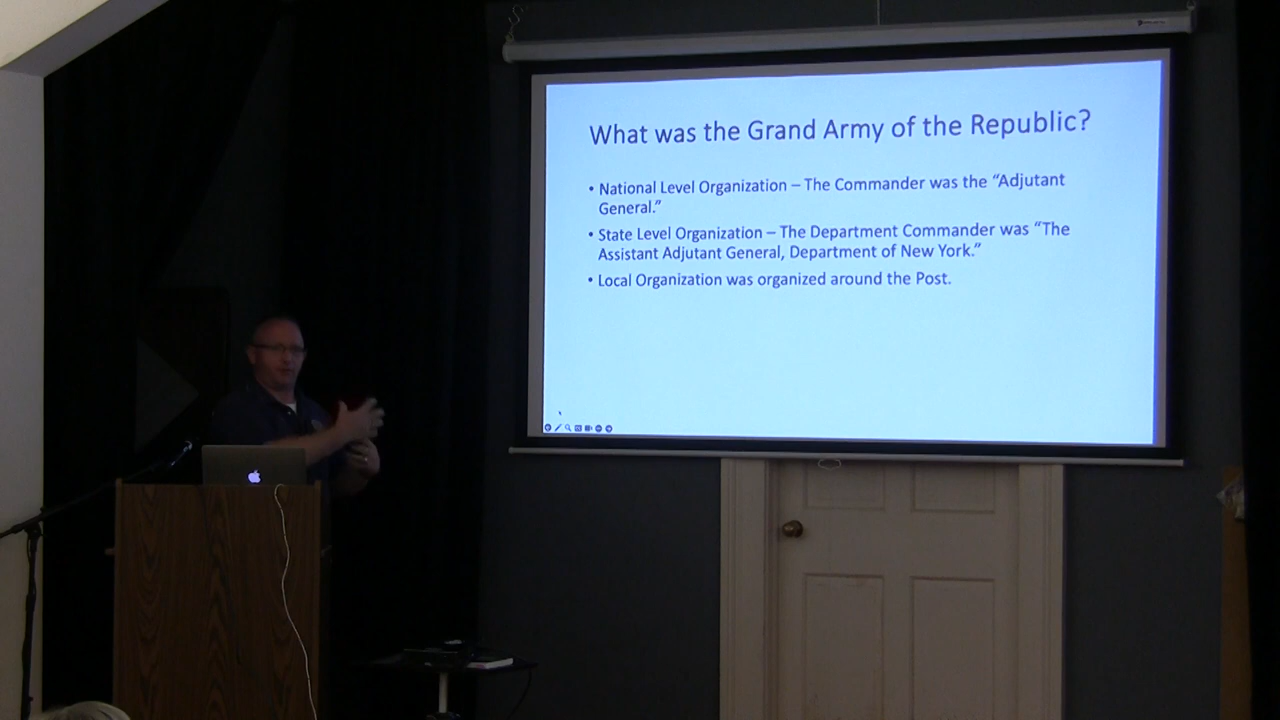 What was the Grand Army of the Republic?
• National Level Organization – The Commander was the “Adjutant
General.”
• State Level Organization – The Department Commander was “The
Assistant Adjutant General, Department of New York.”
• Local Organization was organized around the Post.